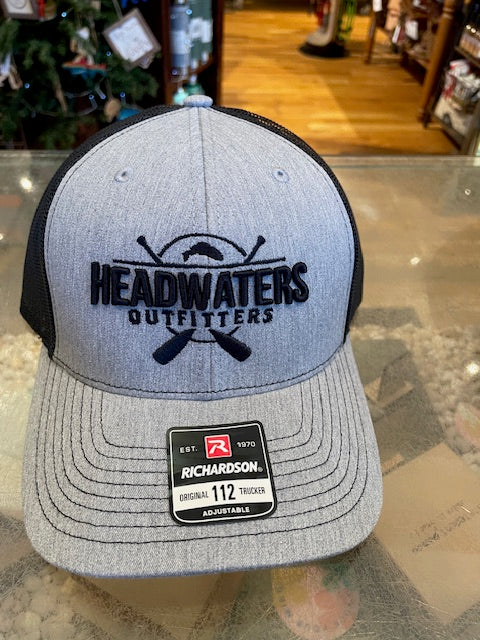 HEADWATERS
OUTFITTERS
EST. R 1970
RICHARDSON®
ORIGINAL 112 TRUCKER
ADJUSTABLE